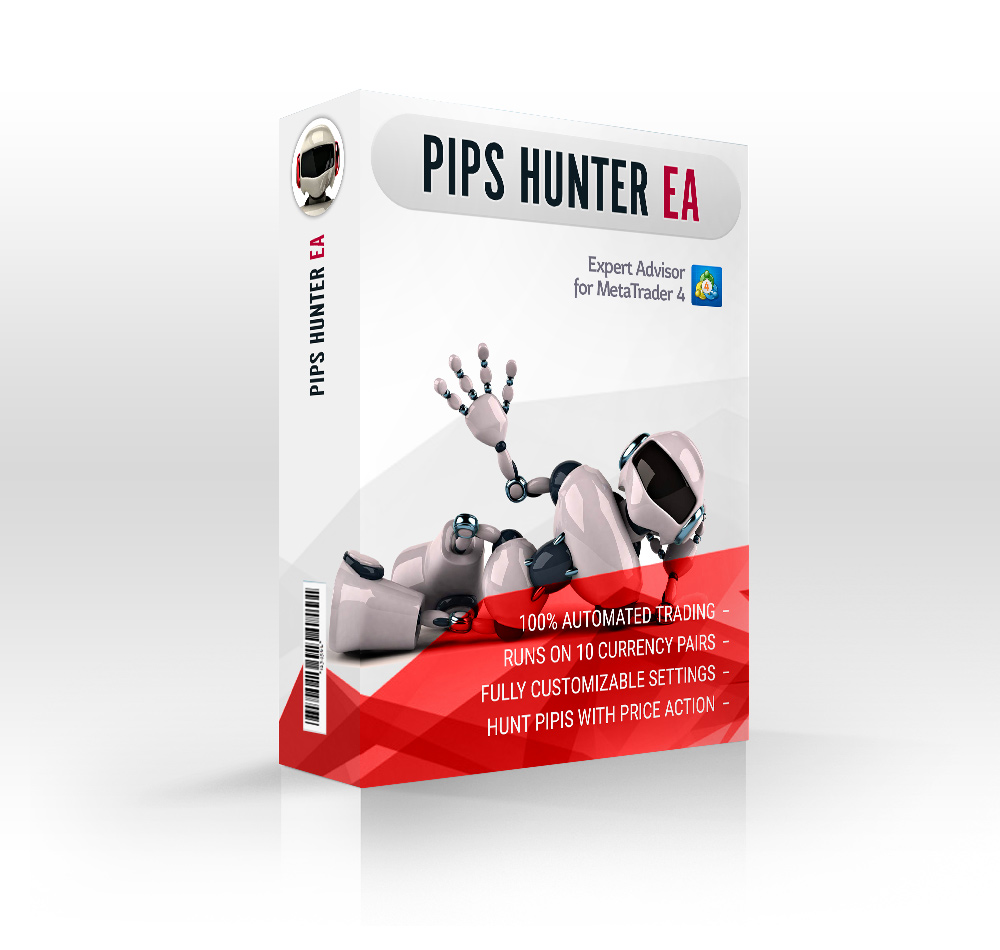 PIPS HUNTER EA
Expert Advisor
for MetaTrader 4
100% AUTOMATED TRADING -
RUNS ON 10 CURRENCY PAIRS -
FULLY CUSTOMIZABLE SETTINGS -
HUNT PIPIS WITH PRICE ACTION -
PIPS HUNTER EA